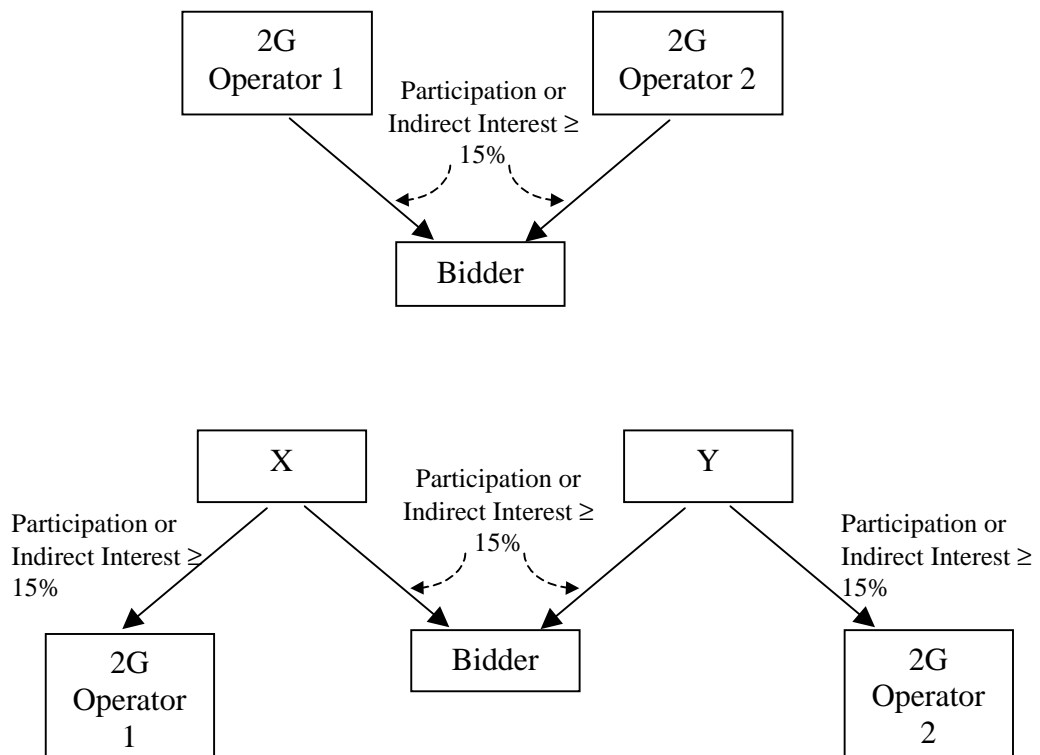 2G
Operator 1
2G
Operator 2
Participation or
Indirect Interest ≥
15%
Bidder
X
Y
Participation or
Indirect Interest ≥
15%
Participation or
Indirect Interest ≥
15%
Participation or
Indirect Interest ≥
15%
2G
Operator
1
Bidder
2G
Operator
2